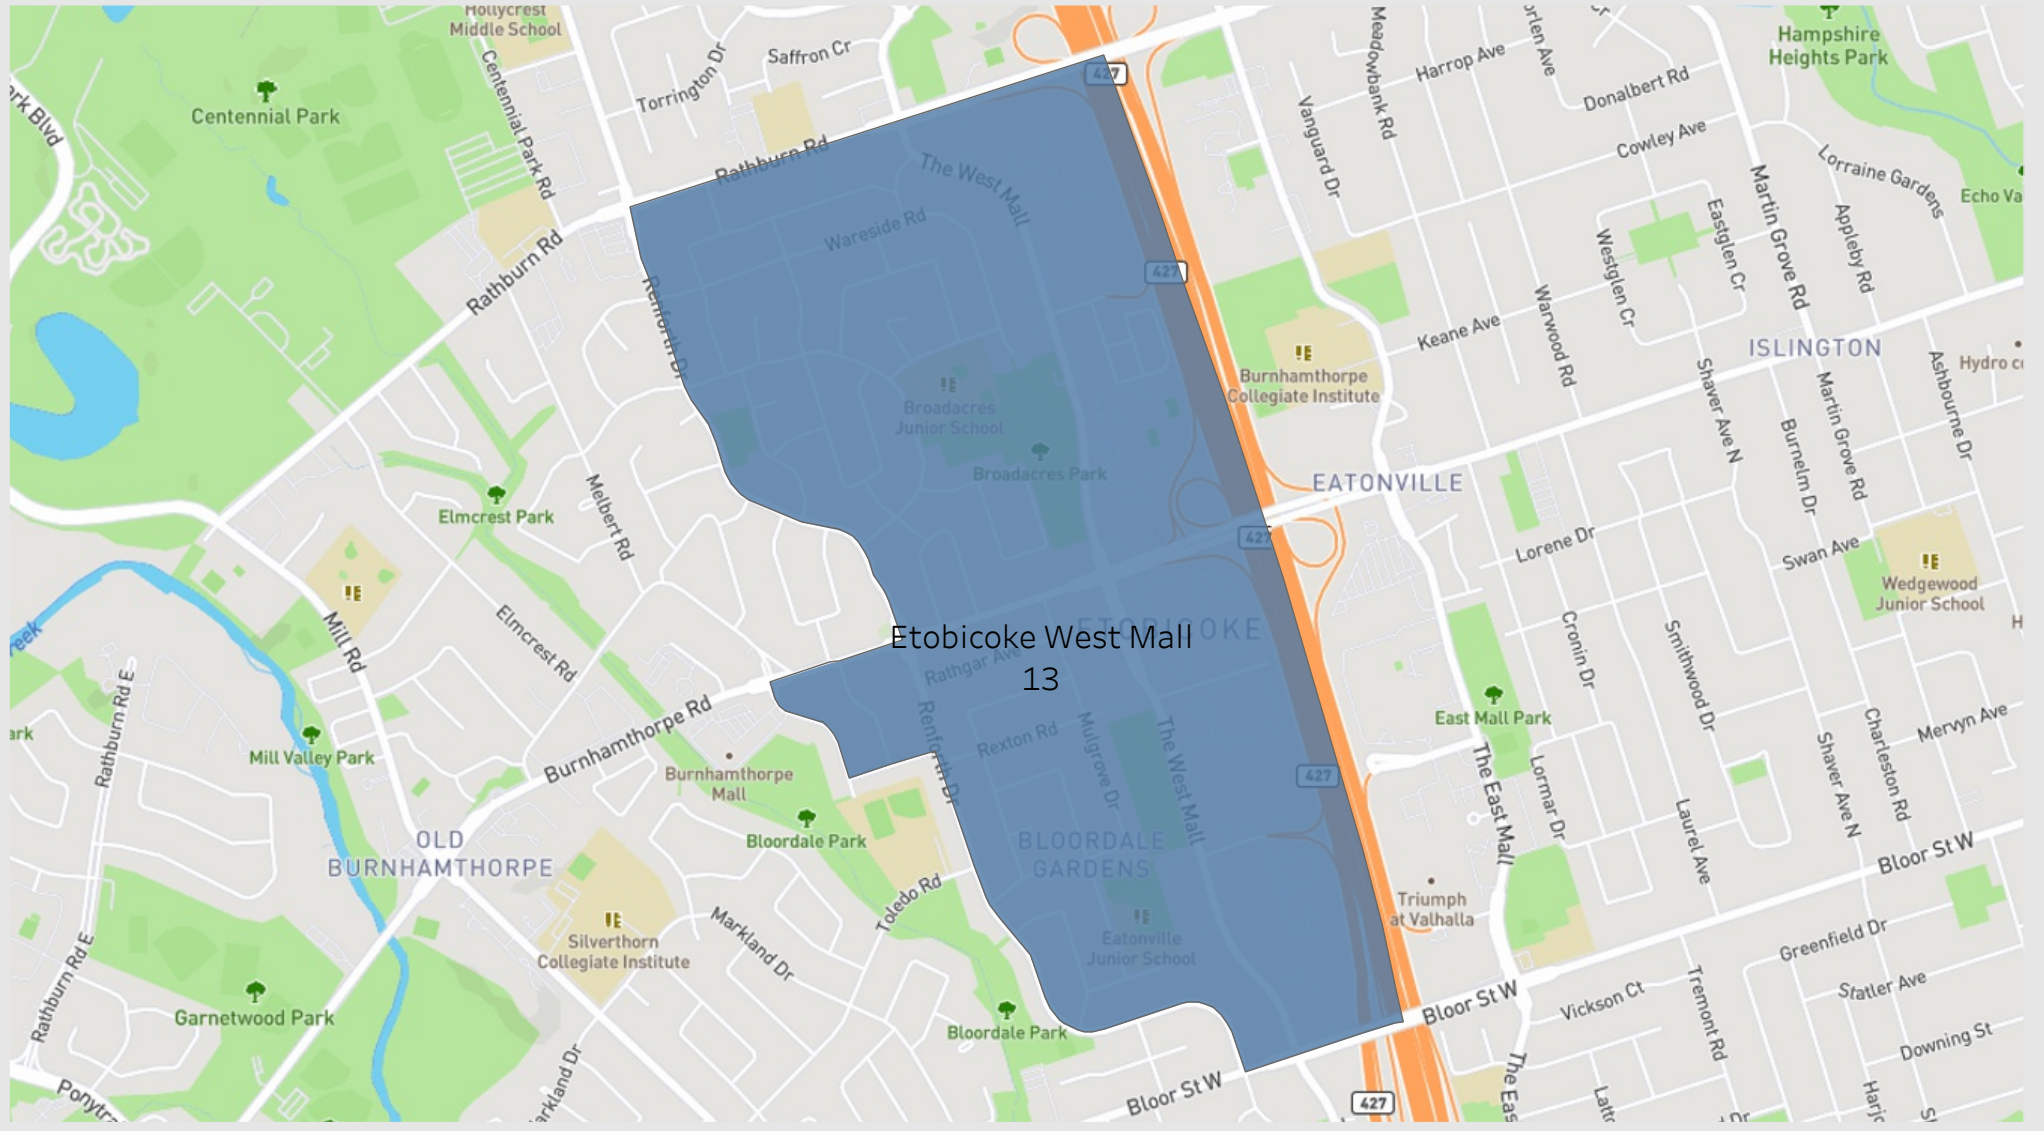 Hollycrest
Middle School
Saffron Cr
Torrington Dr
Centennial Park Rd
Centennial Park
427
Meadowbank Rd
Harrop Ave
Donalbert Rd
Hampshire
Heights Park
Vanguard Dr
Cowley Ave
Lorraine Gardens
Martin Grove Rd
Rathburn Rd
The West Mall
Wareside Rd
Rathburn Rd
Renforth Dr
427
Westglen Cr
Eastglen Cr
Appleby Rd
Warwood Rd
Keane Ave
ISLINGTON
Burnhamthorpe
Collegiate Institute
Shaver Ave N
Martin Grove Rd
Ashbourne Dr
Broadacres
Junior School
Broadacres Park
EATONVILLE
Burnelm Dr
Elmcrest Park
Melbert Rd
427
Lorene Dr
Swan Ave
Wedgewood
Junior School
Mill Rd
Elmcrest Rd
Etobicoke West Mall
13
ETOBICOKE
Rathgar Ave
Cronin Dr
Smithwood Dr
Rathburn Rd E
Mill Valley Park
Burnhamthorpe Rd
Burnhamthorpe
Mall
Renforth Dr
Rexton Rd
Mulgrove Dr
The West Mall
427
East Mall Park
The East Mall
Lormar Dr
Shaver Ave N
Charleston Rd
Mervyn Ave
Laurel Ave
OLD
BURNHAMTHORPE
Bloordale Park
BLOORDALE
GARDENS
Bloor St W
Toledo Rd
Markland Dr
Silverthorn
Collegiate Institute
Eatonville
Junior School
Triumph
at Valhalla
Greenfield Dr
Rathburn Rd E
Garnetwood Park
Bloordale Park
Bloor St W
Vickson Ct
Tremont Rd
Statler Ave
Downing St
Bloor St W
427